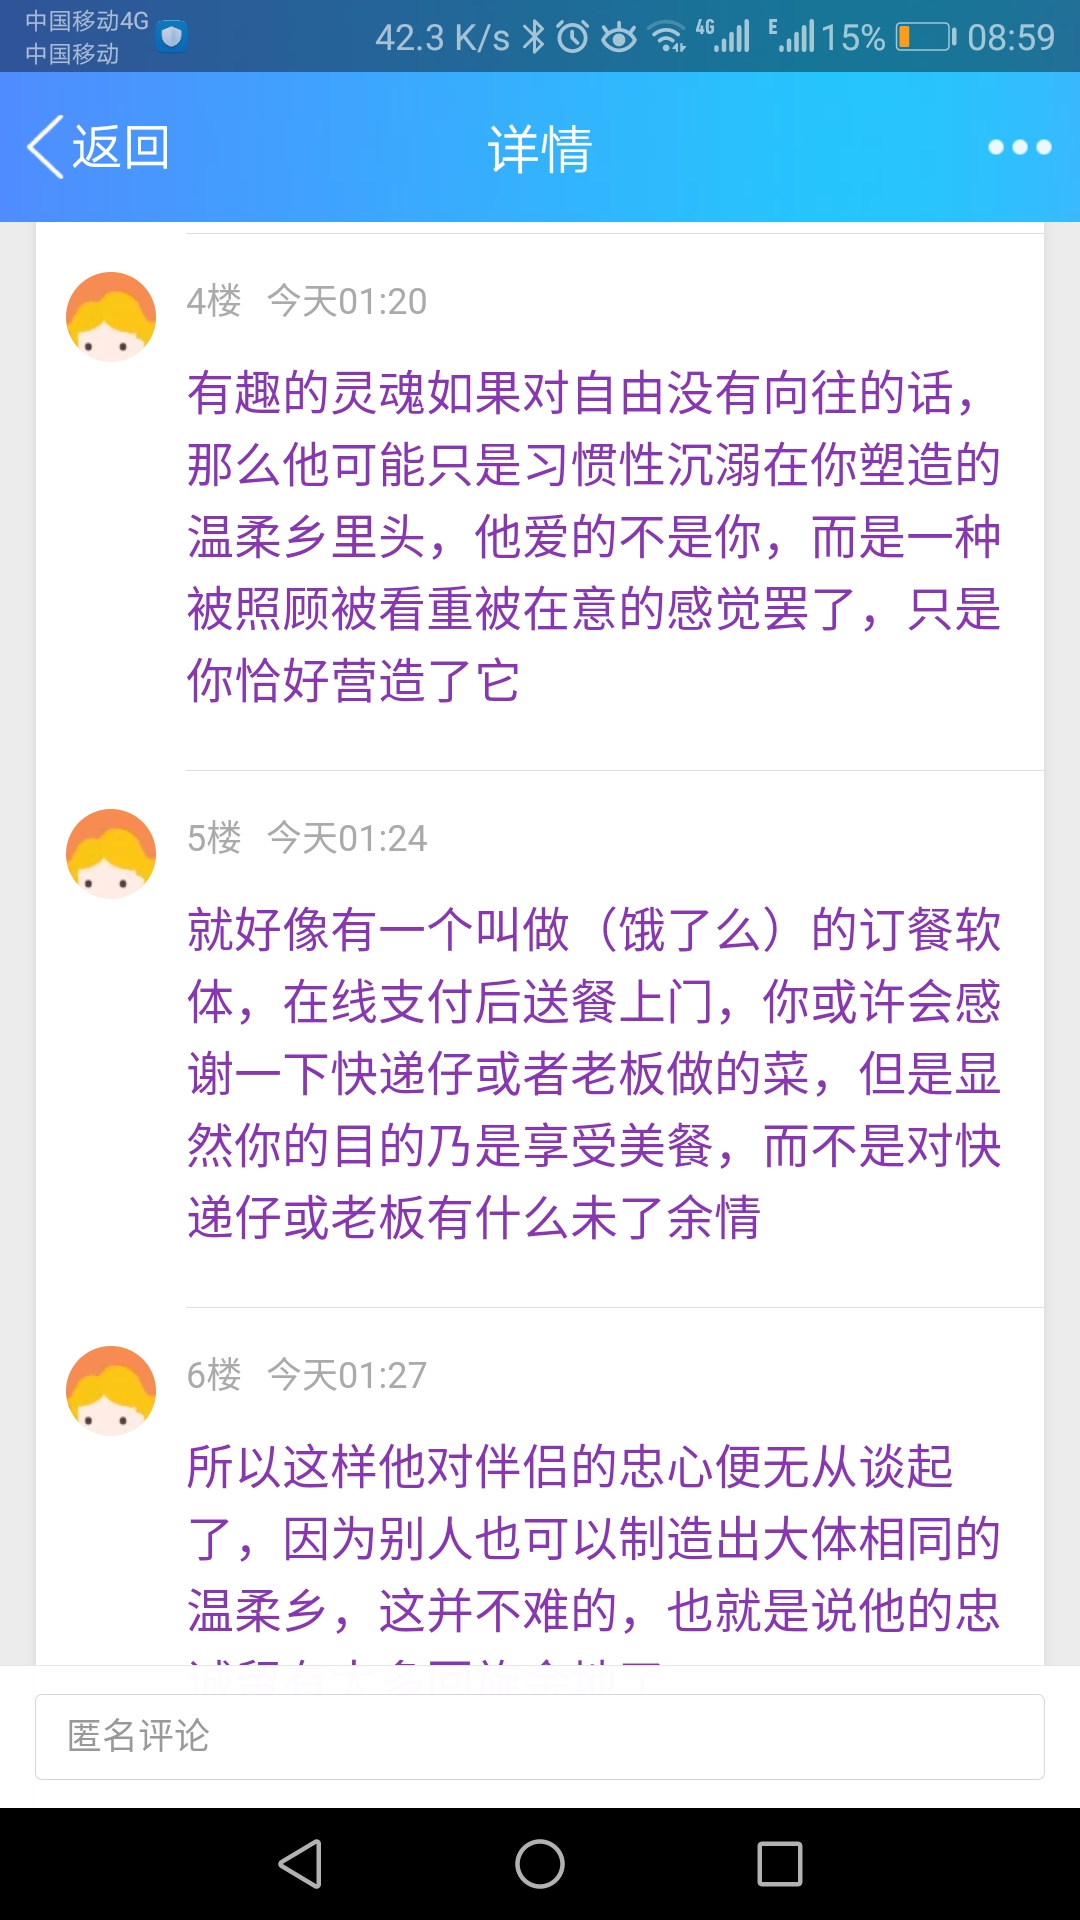 中国移动4G
中国移动
42.3 K/s 4G E 15% 08:59
返回 详情
4楼 今天01:20
有趣的灵魂如果对自由没有向往的话，
那么他可能只是习惯性沉溺在你塑造的
温柔乡里头，他爱的不是你，而是一种
被照顾被看重被在意的感觉罢了，只是
你恰好营造了它
5楼 今天01:24
就好像有一个叫做（饿了么）的订餐软
体，在线支付后送餐上门，你或许会感
谢一下快递仔或者老板做的菜，但是显
然你的目的乃是享受美餐，而不是对快
递仔或老板有什么未了余情
6楼 今天01:27
所以这样他对伴侣的忠心便无从谈起
了，因为别人也可以制造出大体相同的
温柔乡，这并不难的，也就是说他的忠
匿名评论